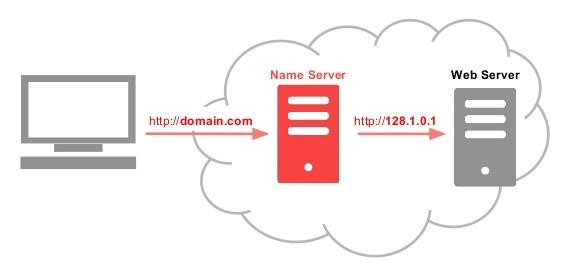 Name Server
Web Server
http://domain.com
http://128.1.0.1